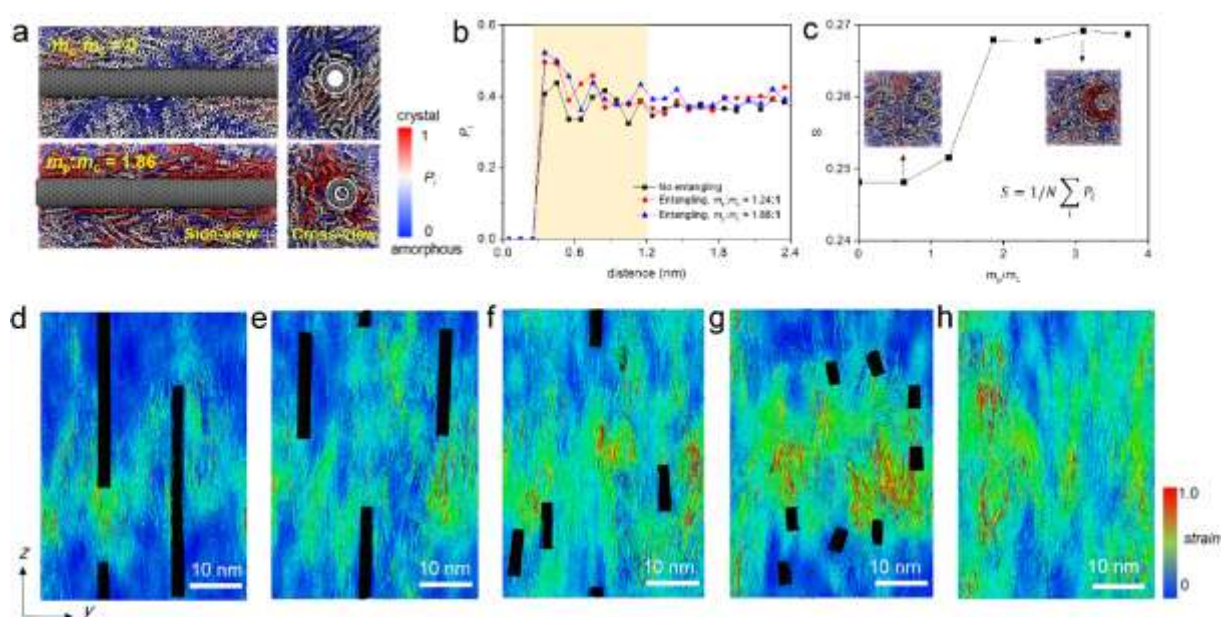 a
m_p:m_c = 0
m_p:m_c = 1.86
Side-view
Cross-view
crystal
1
P_i
0
amorphous
b
0.6
0.4
0.2
0.0
P_i
0.0
0.6
1.2
1.8
2.4
distence (nm)
No entangling
Entangling, m_p:m_c = 1.24:1
Entangling, m_p:m_c = 1.86:1
c
0.27
0.26
0.25
0.24
S
0
1
2
3
4
S = 1/N ∑ P_i
i
d
e
f
g
h
10 nm
10 nm
10 nm
10 nm
10 nm
z
y
1.0
strain
0